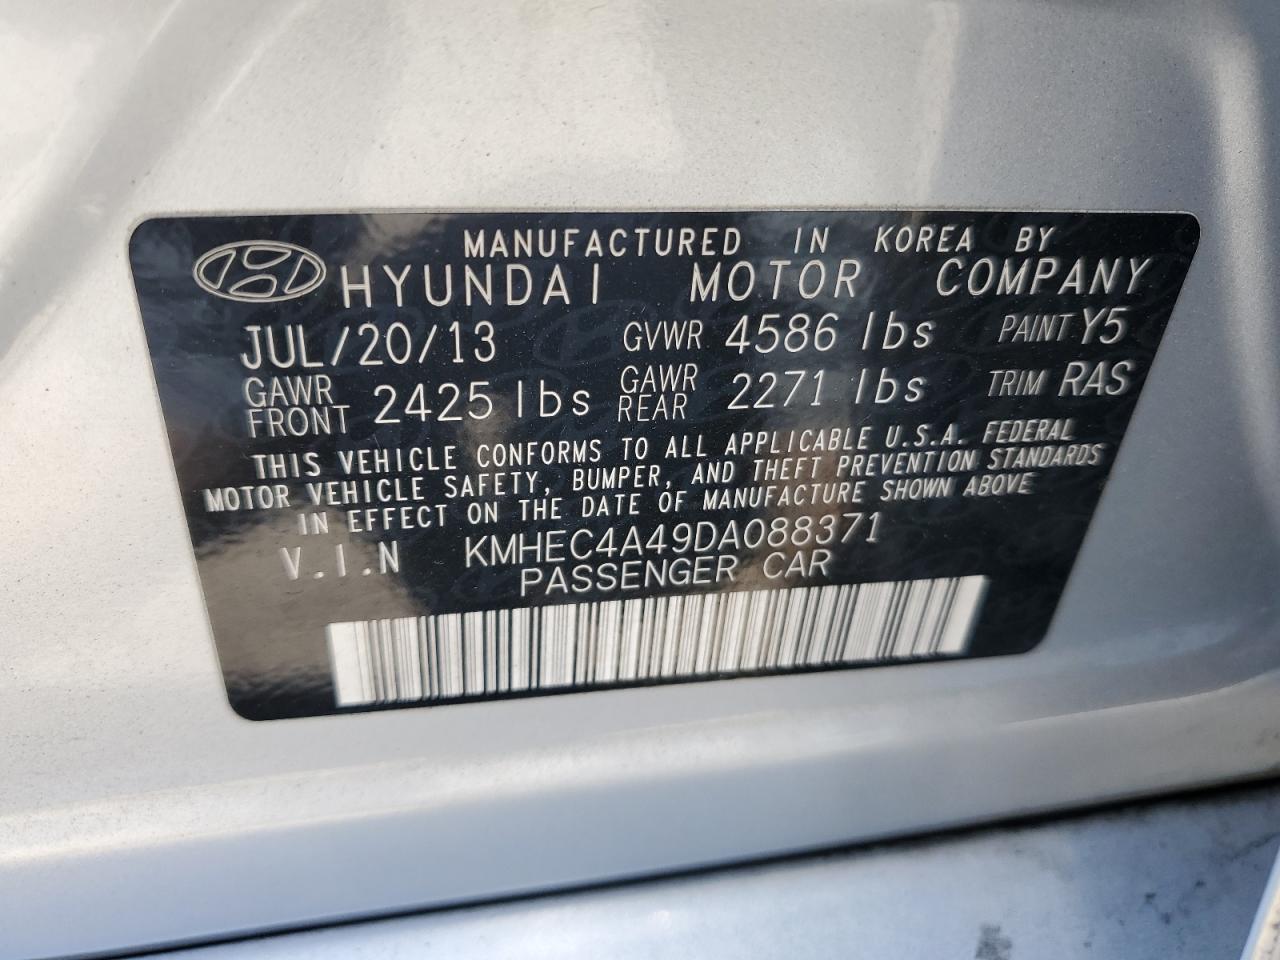 MANUFACTURED IN KOREA BY
HYUNDAI MOTOR COMPANY
JUL/20/13 GVWR 4586 lbs PAINT Y5
GAWR FRONT 2425 lbs GAWR REAR 2271 lbs TRIM RAS
THIS VEHICLE CONFORMS TO ALL APPLICABLE U.S.A. FEDERAL
MOTOR VEHICLE SAFETY, BUMPER, AND THEFT PREVENTION STANDARDS
IN EFFECT ON THE DATE OF MANUFACTURE SHOWN ABOVE
V.I.N KMHEC4A49DA088371
PASSENGER CAR